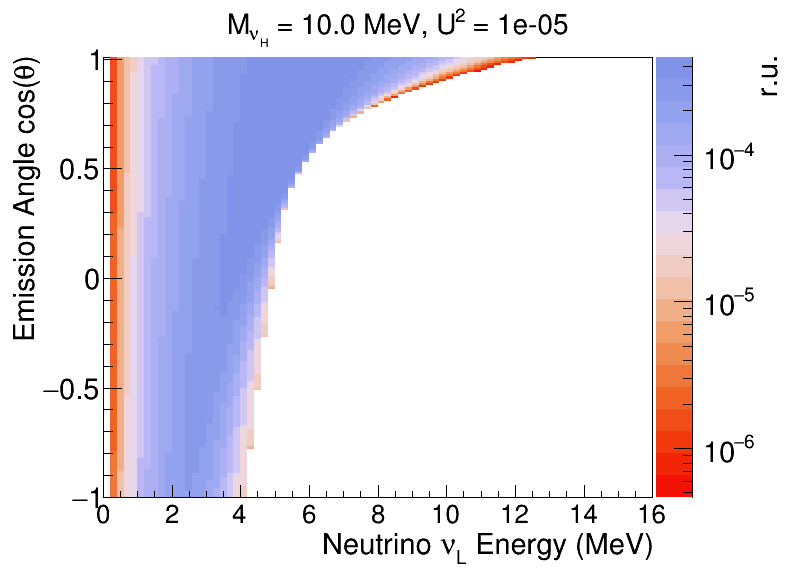 M_{ν_H} = 10.0 MeV, U² = 1e-05
r.u.
Emission Angle cos(θ)
1
0.5
0
−0.5
−1
10⁻⁴
10⁻⁵
10⁻⁶
0 2 4 6 8 10 12 14 16
Neutrino ν_L Energy (MeV)